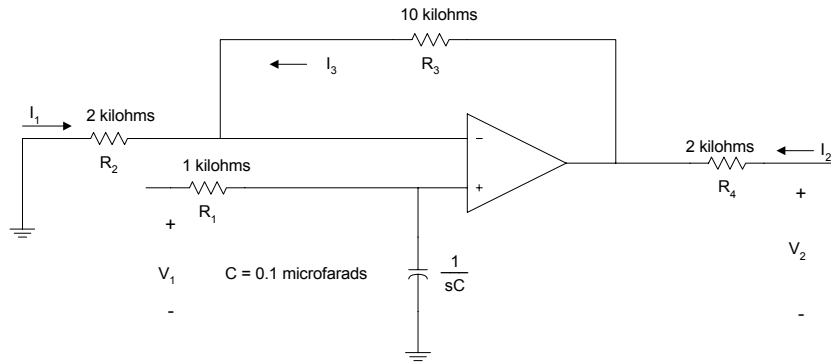 10 kilohms
I3
R3
I1
2 kilohms
R2
−
2 kilohms
I2
1 kilohms
+
R4
R1
+
+
V1
C = 0.1 microfarads
1
sC
V2
-
-